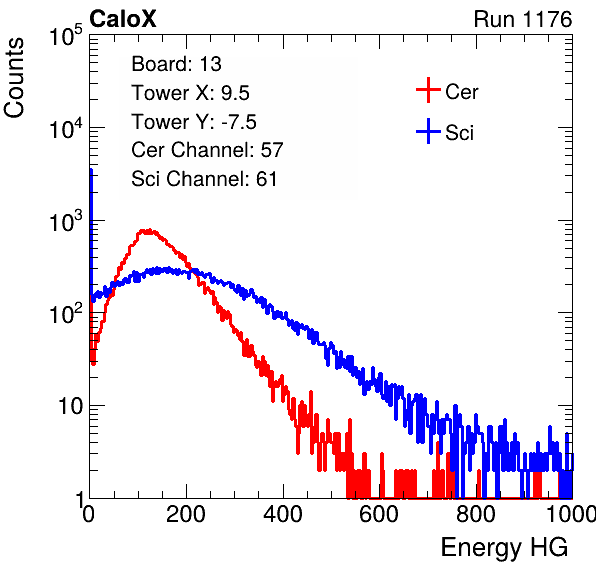 CaloX Run 1176
Counts
10^5
10^4
10^3
10^2
10
1
Board: 13
Tower X: 9.5
Tower Y: -7.5
Cer Channel: 57
Sci Channel: 61
Cer
Sci
0 200 400 600 800 1000
Energy HG